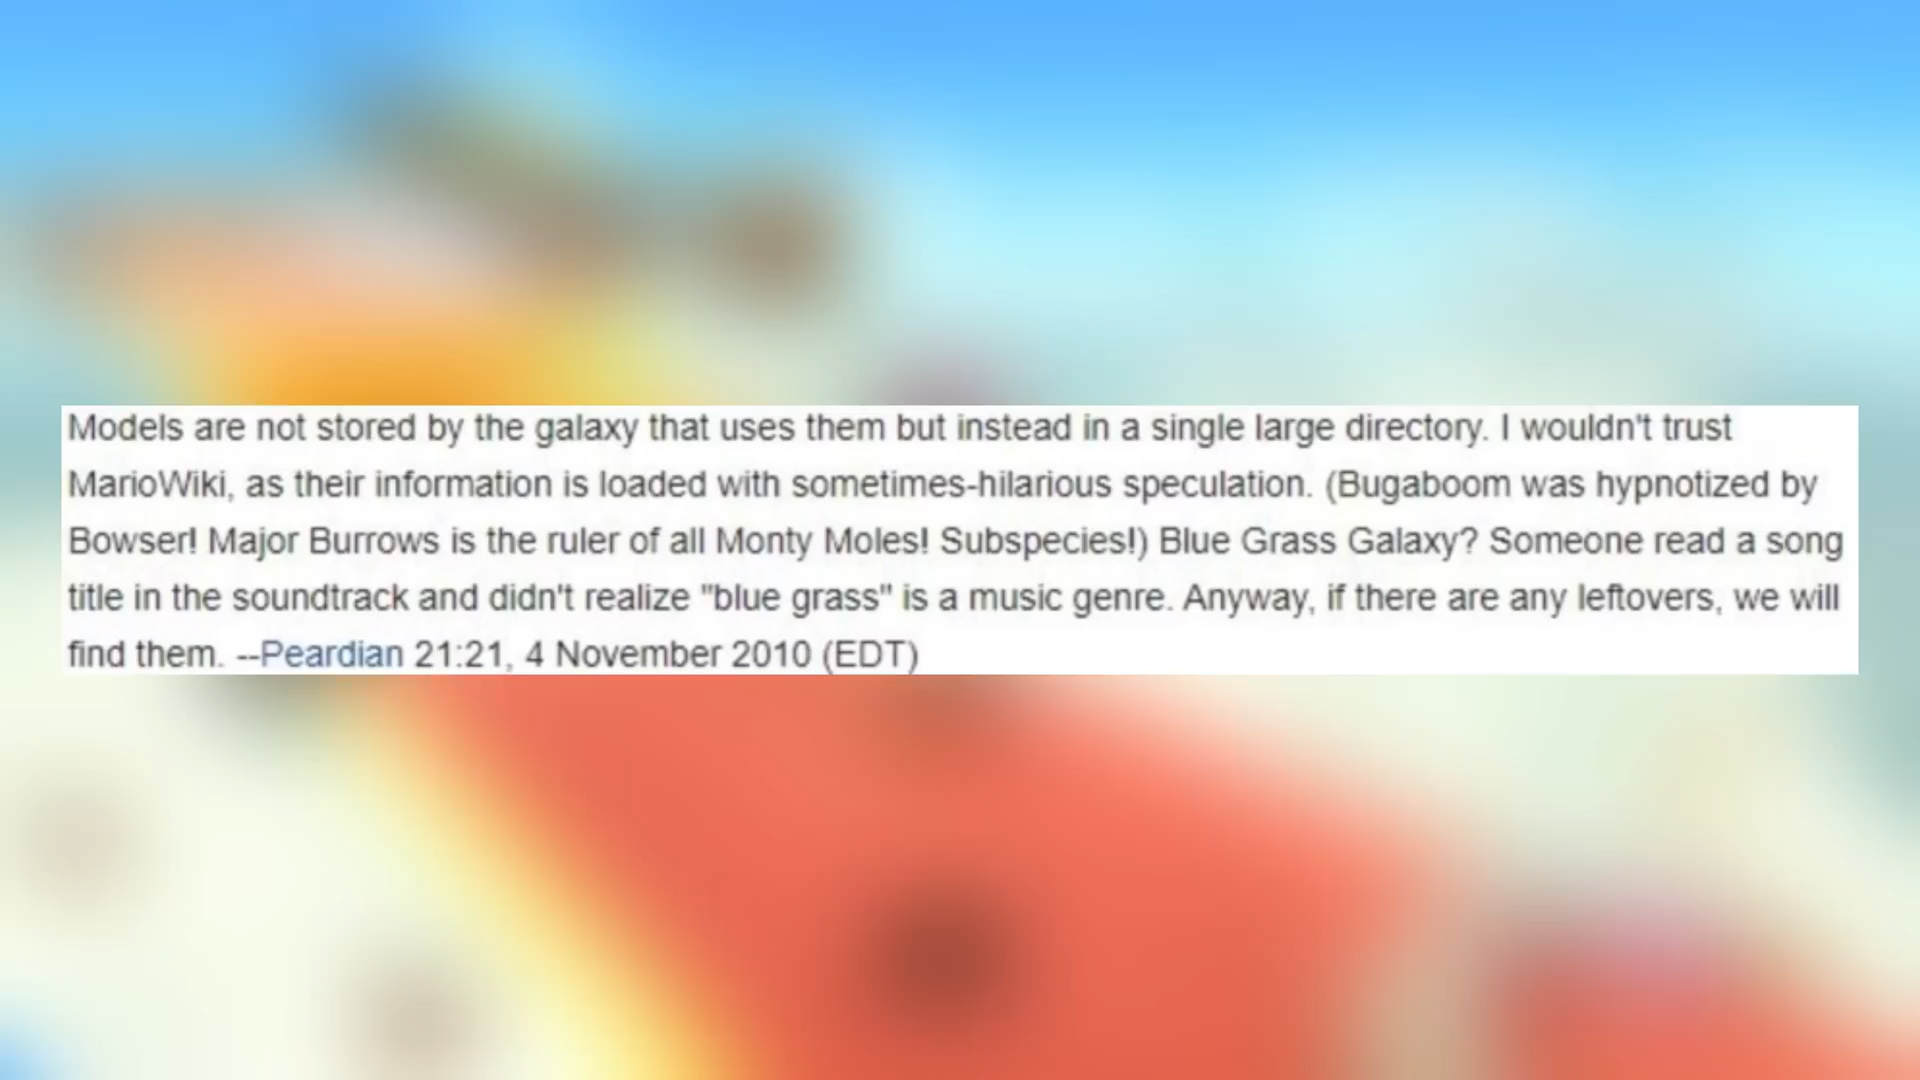 Models are not stored by the galaxy that uses them but instead in a single large directory. I wouldn't trust
MarioWiki, as their information is loaded with sometimes-hilarious speculation. (Bugaboom was hypnotized by
Bowser! Major Burrows is the ruler of all Monty Moles! Subspecies!) Blue Grass Galaxy? Someone read a song
title in the soundtrack and didn't realize "blue grass" is a music genre. Anyway, if there are any leftovers, we will
find them. --Peardian 21:21, 4 November 2010 (EDT)